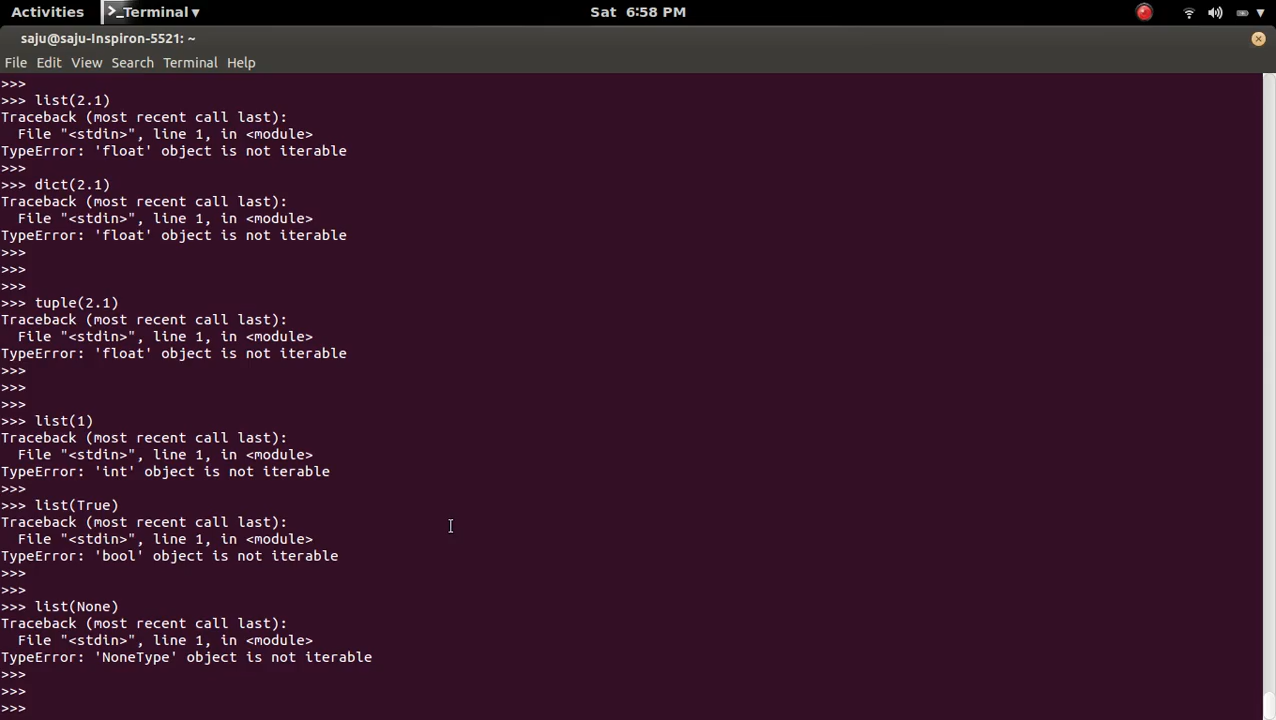 Activities >_Terminal ▾ Sat 6:58 PM ▾
saju@saju-Inspiron-5521: ~
File Edit View Search Terminal Help
>>>
>>> list(2.1)
Traceback (most recent call last):
  File "<stdin>", line 1, in <module>
TypeError: 'float' object is not iterable
>>>
>>> dict(2.1)
Traceback (most recent call last):
  File "<stdin>", line 1, in <module>
TypeError: 'float' object is not iterable
>>>
>>>
>>>
>>> tuple(2.1)
Traceback (most recent call last):
  File "<stdin>", line 1, in <module>
TypeError: 'float' object is not iterable
>>>
>>>
>>>
>>> list(1)
Traceback (most recent call last):
  File "<stdin>", line 1, in <module>
TypeError: 'int' object is not iterable
>>>
>>> list(True)
Traceback (most recent call last):
  File "<stdin>", line 1, in <module>
TypeError: 'bool' object is not iterable
>>>
>>>
>>> list(None)
Traceback (most recent call last):
  File "<stdin>", line 1, in <module>
TypeError: 'NoneType' object is not iterable
>>>
>>>
>>>